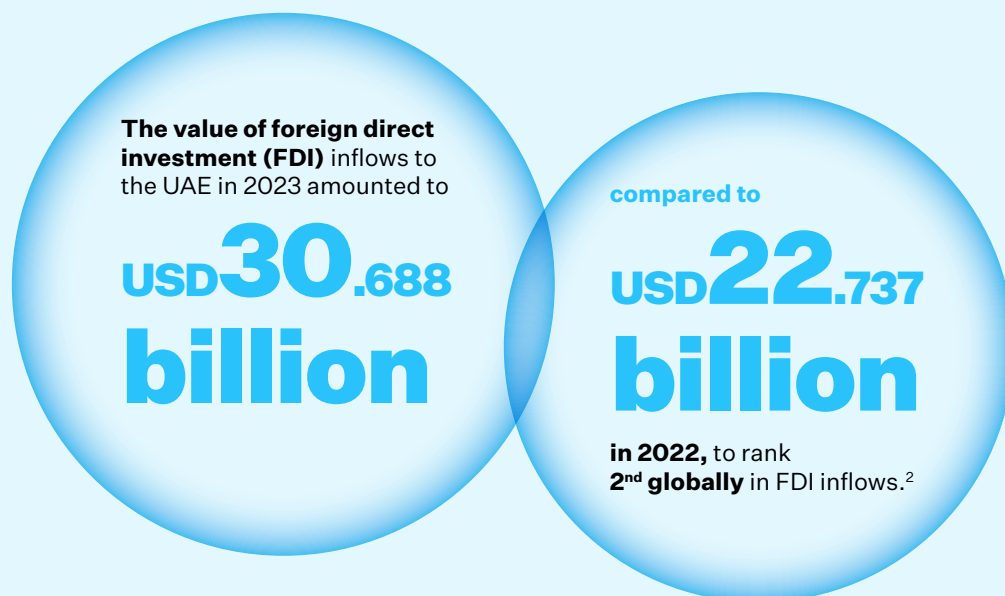 The value of foreign direct
investment (FDI) inflows to
the UAE in 2023 amounted to
USD30.688
billion
compared to
USD22.737
billion
in 2022, to rank
2nd globally in FDI inflows.2